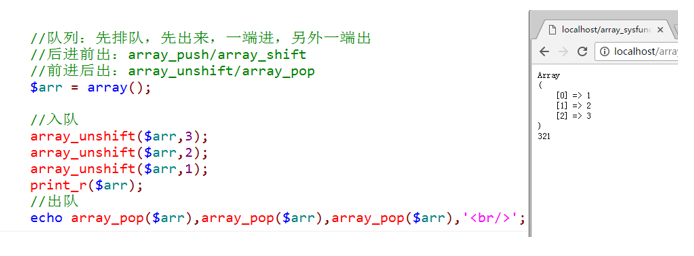 //队列：先排队，先出来，一端进，另外一端出
//后进前出：array_push/array_shift
//前进后出：array_unshift/array_pop
$arr = array();
//入队
array_unshift($arr,3);
array_unshift($arr,2);
array_unshift($arr,1);
print_r($arr);
//出队
echo array_pop($arr),array_pop($arr),array_pop($arr),'<br/>';
localhost/array_sysfun
localhost/array
Array
(
[0] => 1
[1] => 2
[2] => 3
)
321